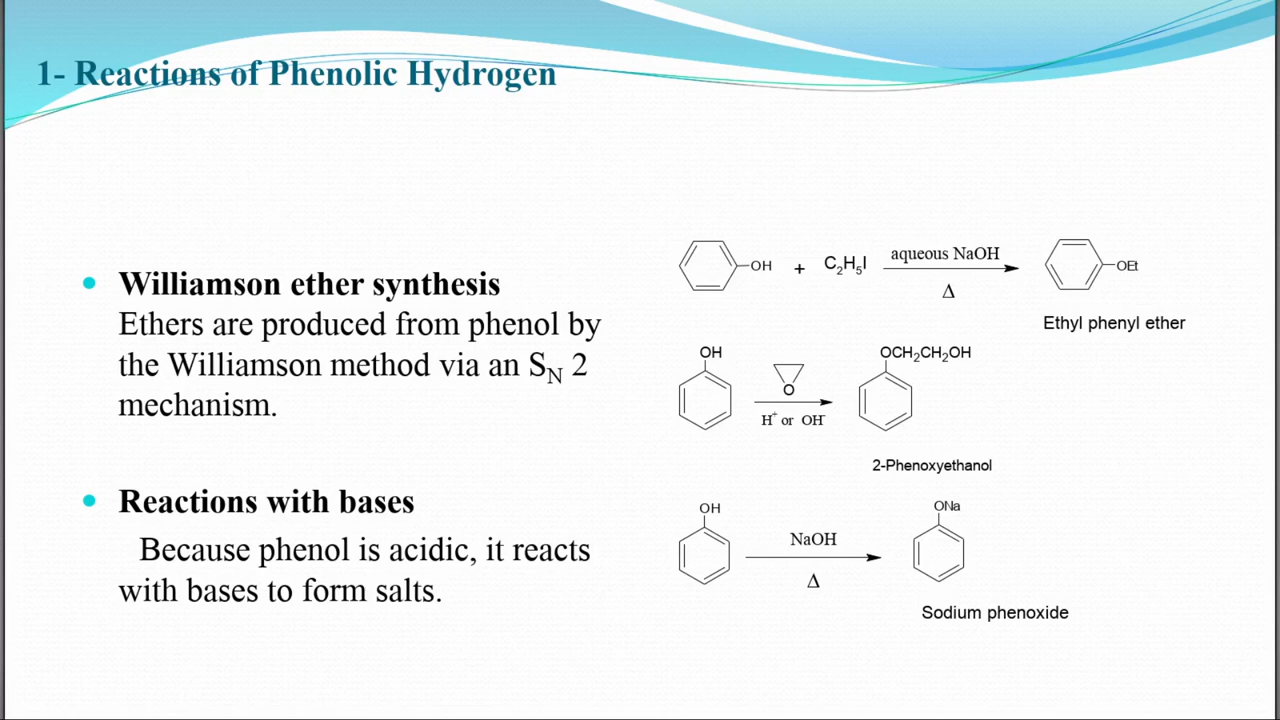 1- Reactions of Phenolic Hydrogen
• Williamson ether synthesis
Ethers are produced from phenol by
the Williamson method via an S_N 2
mechanism.
• Reactions with bases
Because phenol is acidic, it reacts
with bases to form salts.
OH + C₂H₅I aqueous NaOH OEt
Δ
Ethyl phenyl ether
OH O OCH₂CH₂OH
H⁺ or OH⁻
2-Phenoxyethanol
OH NaOH ONa
Δ
Sodium phenoxide